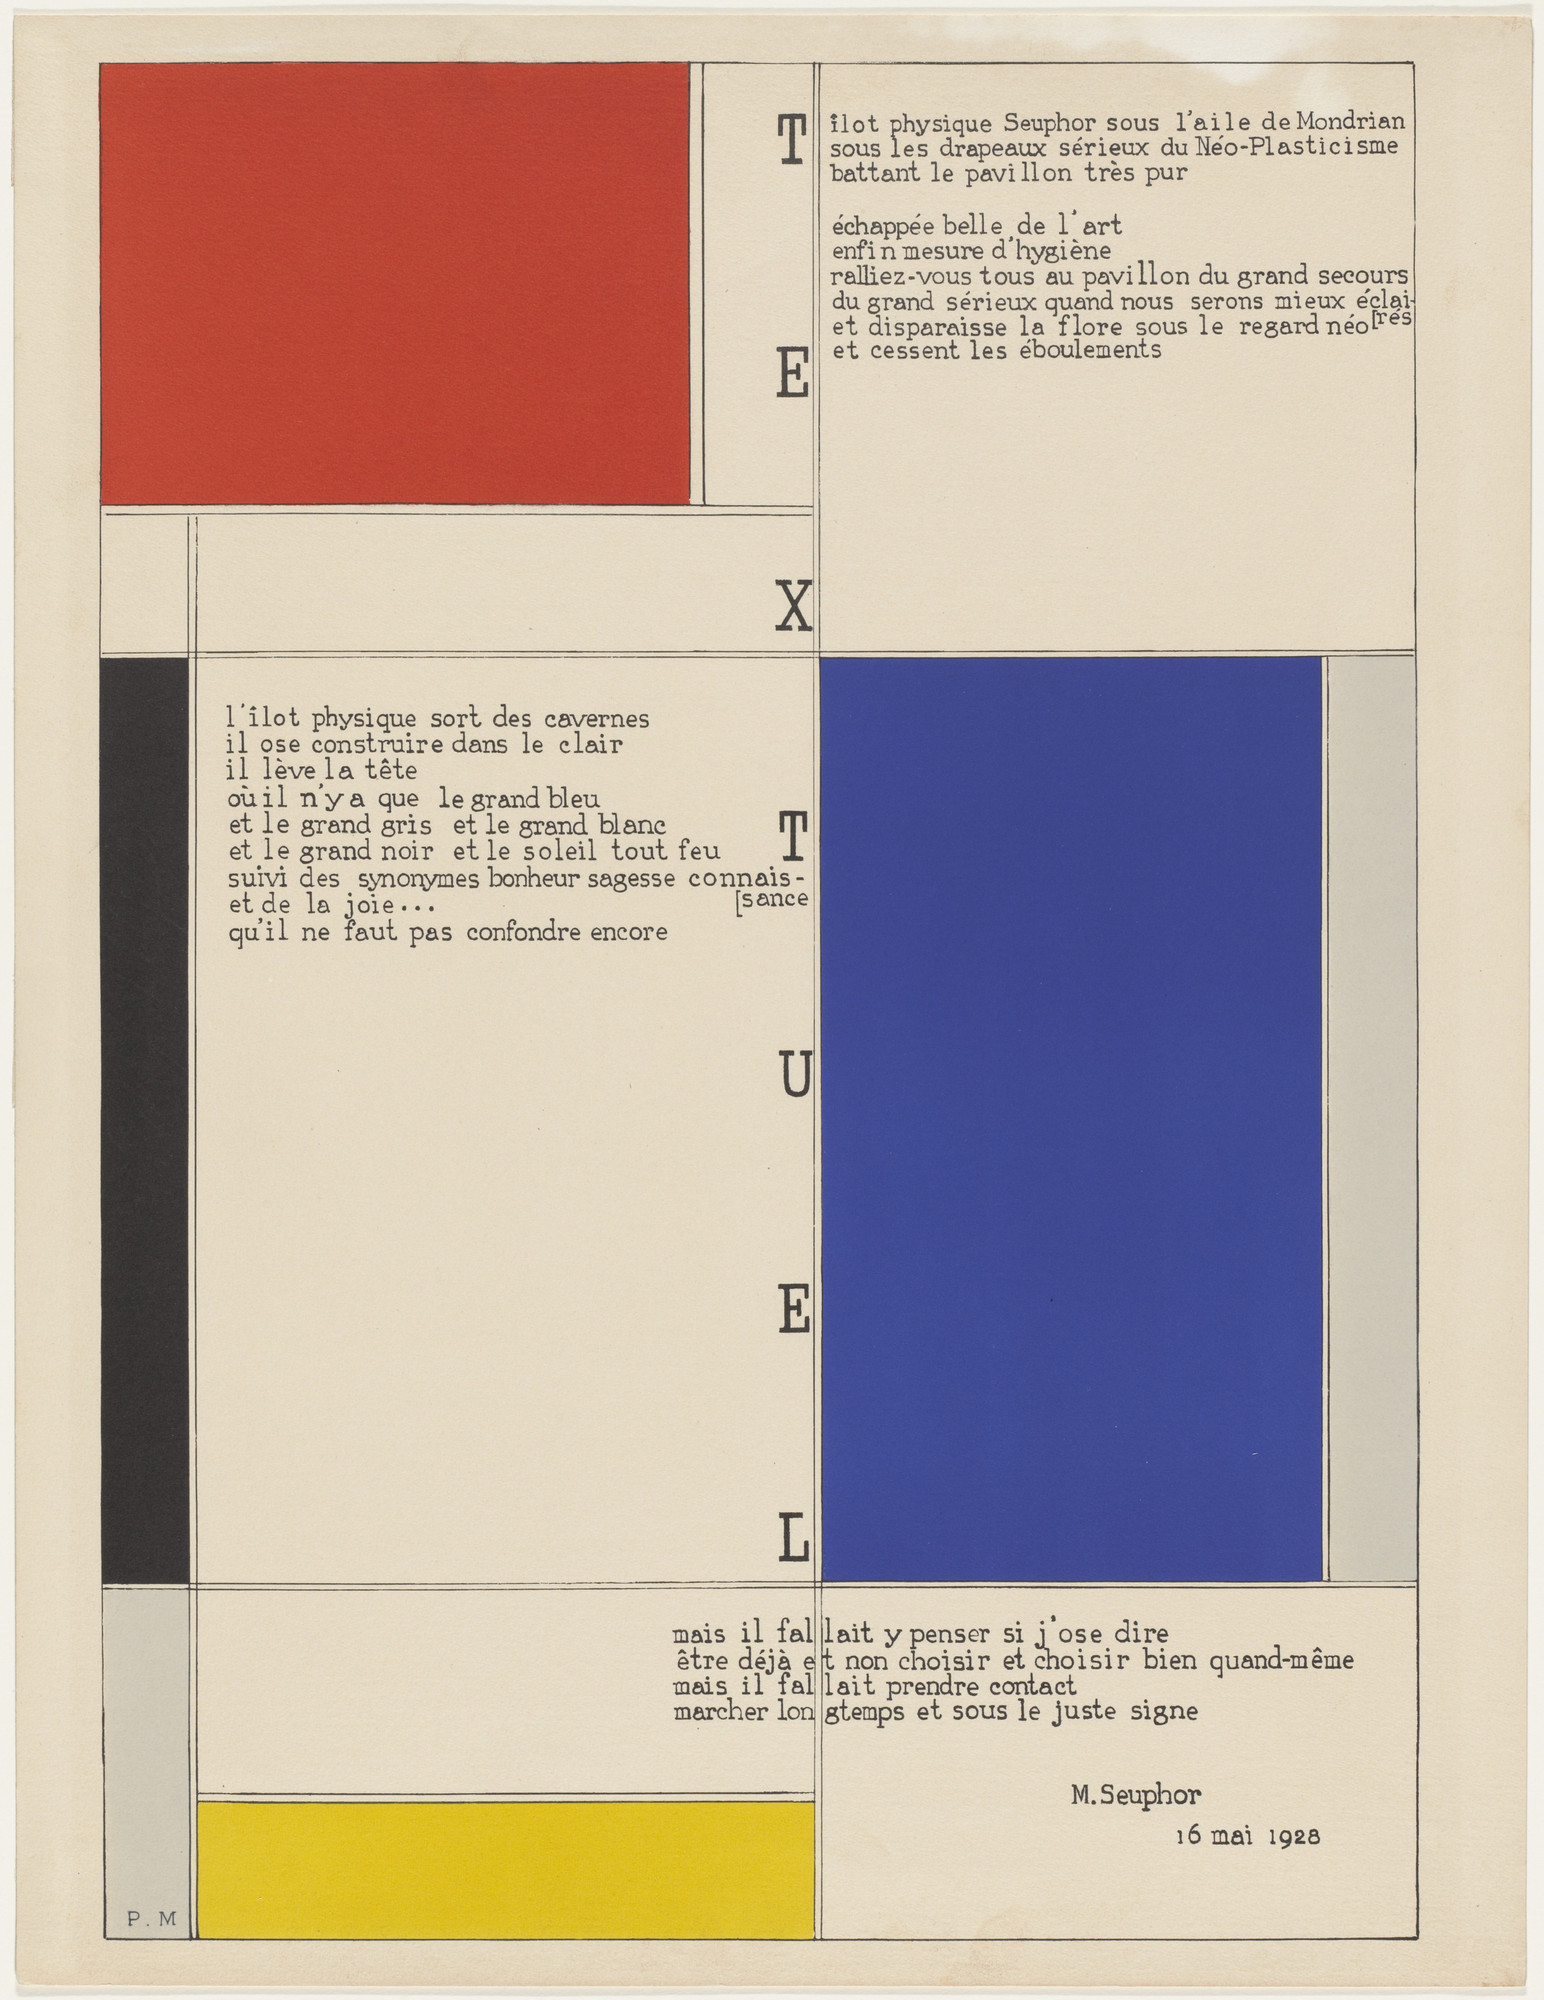 T
E
X
T
U
E
L
îlot physique Seuphor sous l'aile de Mondrian
sous les drapeaux sérieux du Néo-Plasticisme
battant le pavillon très pur
échappée belle de l'art
enfin mesure d'hygiène
ralliez-vous tous au pavillon du grand secours
du grand sérieux quand nous serons mieux éclai-
et disparaisse la flore sous le regard néo [rés
et cessent les éboulements
l'îlot physique sort des cavernes
il ose construire dans le clair
il lève la tête
où il n'y a que le grand bleu
et le grand gris et le grand blanc
et le grand noir et le soleil tout feu
suivi des synonymes bonheur sagesse connais-
et de la joie... [sance
qu'il ne faut pas confondre encore
mais il fallait y penser si j'ose dire
être déjà et non choisir et choisir bien quand-même
mais il fallait prendre contact
marcher longtemps et sous le juste signe
M. Seuphor
16 mai 1928
P. M